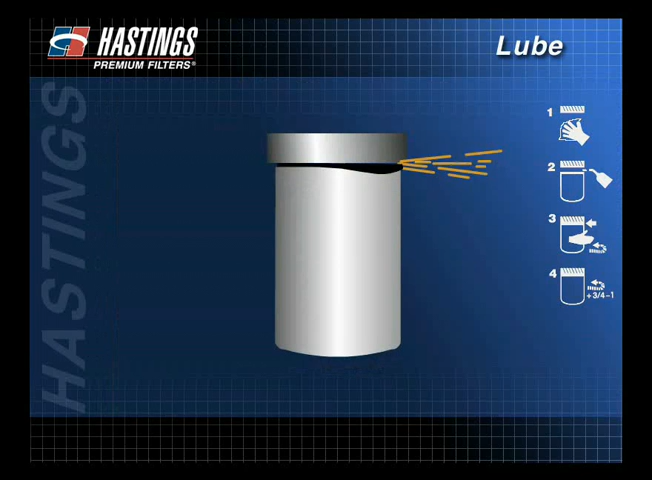 HASTINGS
PREMIUM FILTERS®
Lube
HASTINGS
1
2
3
4
+3/4–1